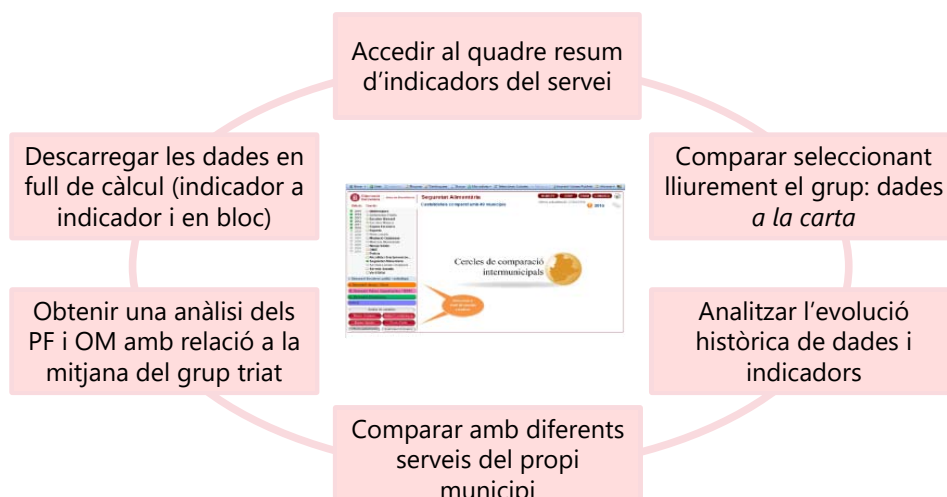 Accedir al quadre resum
d'indicadors del servei
Comparar seleccionant
lliurement el grup: dades
a la carta
Analitzar l'evolució
històrica de dades i
indicadors
Comparar amb diferents
serveis del propi
municipi
Obtenir una anàlisi dels
PF i OM amb relació a la
mitjana del grup triat
Descarregar les dades en
full de càlcul (indicador a
indicador i en bloc)
Seguretat Alimentària
Cercles de comparació
intermunicipals